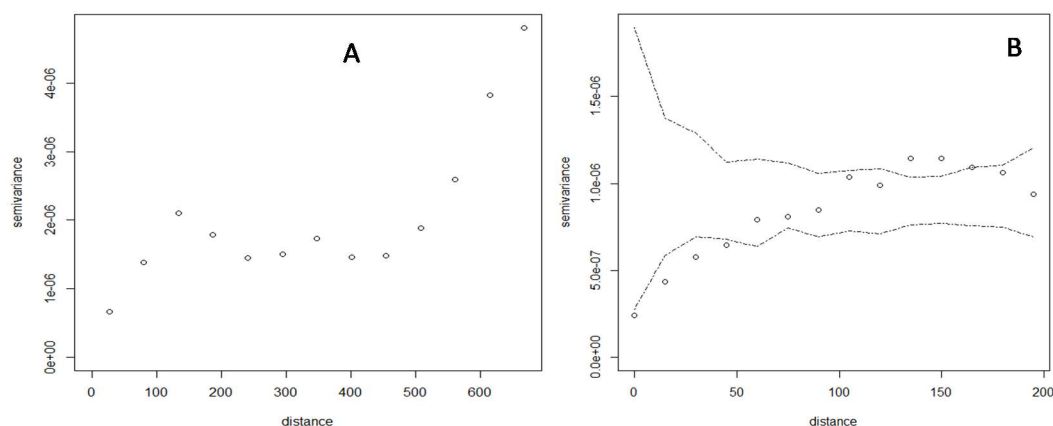 A
semivariance
0e+00
1e-06
2e-06
3e-06
4e-06
0
100
200
300
400
500
600
distance
B
semivariance
0.0e+00
5.0e-07
1.0e-06
1.5e-06
0
50
100
150
200
distance